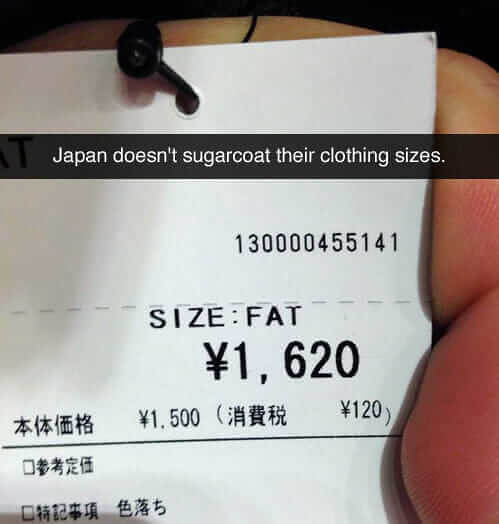 AT
Japan doesn't sugarcoat their clothing sizes.
130000455141
SIZE:FAT
¥1,620
本体価格 ¥1,500 (消費税 ¥120)
□参考定価
□特記事項 色落ち